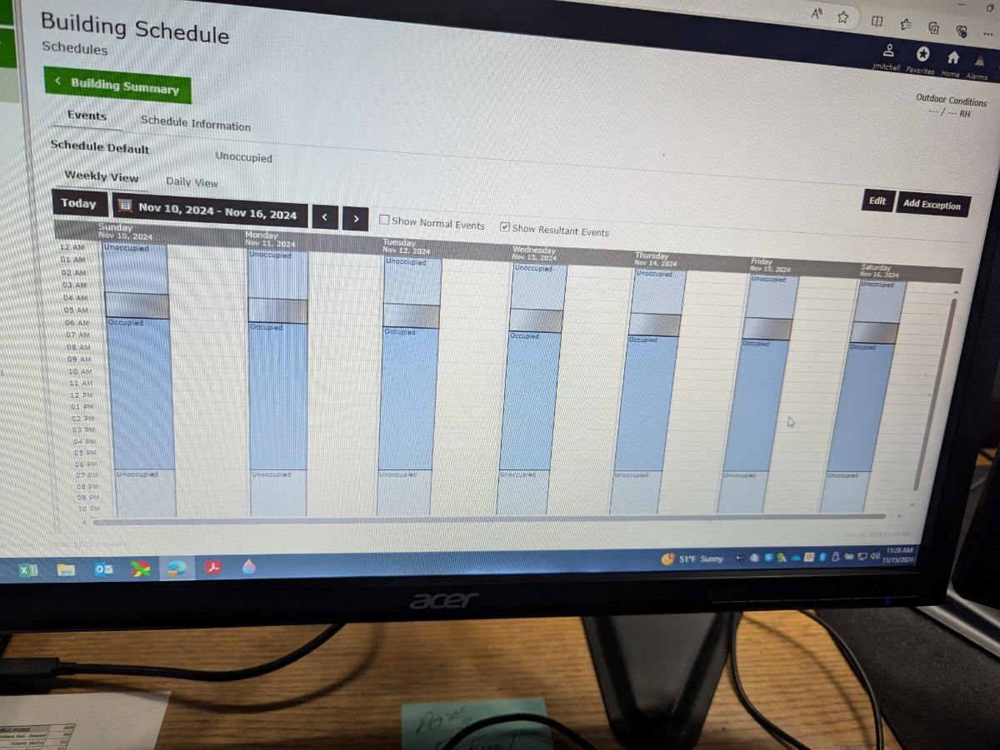 Building Schedule
Schedules
Building Summary
Events Schedule Information
Schedule Default Unoccupied
Weekly View Daily View
jmitchell Favorites Home Alarms
Outdoor Conditions
--- / --- RH
Today Nov 10, 2024 - Nov 16, 2024 < > Show Normal Events Show Resultant Events Edit Add Exception
Sunday Monday Tuesday Wednesday Thursday Friday Saturday
Nov 10, 2024 Nov 11, 2024 Nov 12, 2024 Nov 13, 2024 Nov 14, 2024 Nov 15, 2024 Nov 16, 2024
12 AM Unoccupied Unoccupied Unoccupied Unoccupied Unoccupied Unoccupied Unoccupied
01 AM
02 AM
03 AM
04 AM
05 AM
06 AM Occupied Occupied Occupied Occupied Occupied Occupied Occupied
07 AM
08 AM
09 AM
10 AM
11 AM
12 PM
01 PM
02 PM
03 PM
04 PM
05 PM
06 PM
07 PM Unoccupied Unoccupied Unoccupied Unoccupied Unoccupied Unoccupied Unoccupied
08 PM
09 PM
10 PM
51°F Sunny
11:28 AM
11/15/2024
acer
PO #s
PUBLIC WORKS
Director
Roberts, Martha